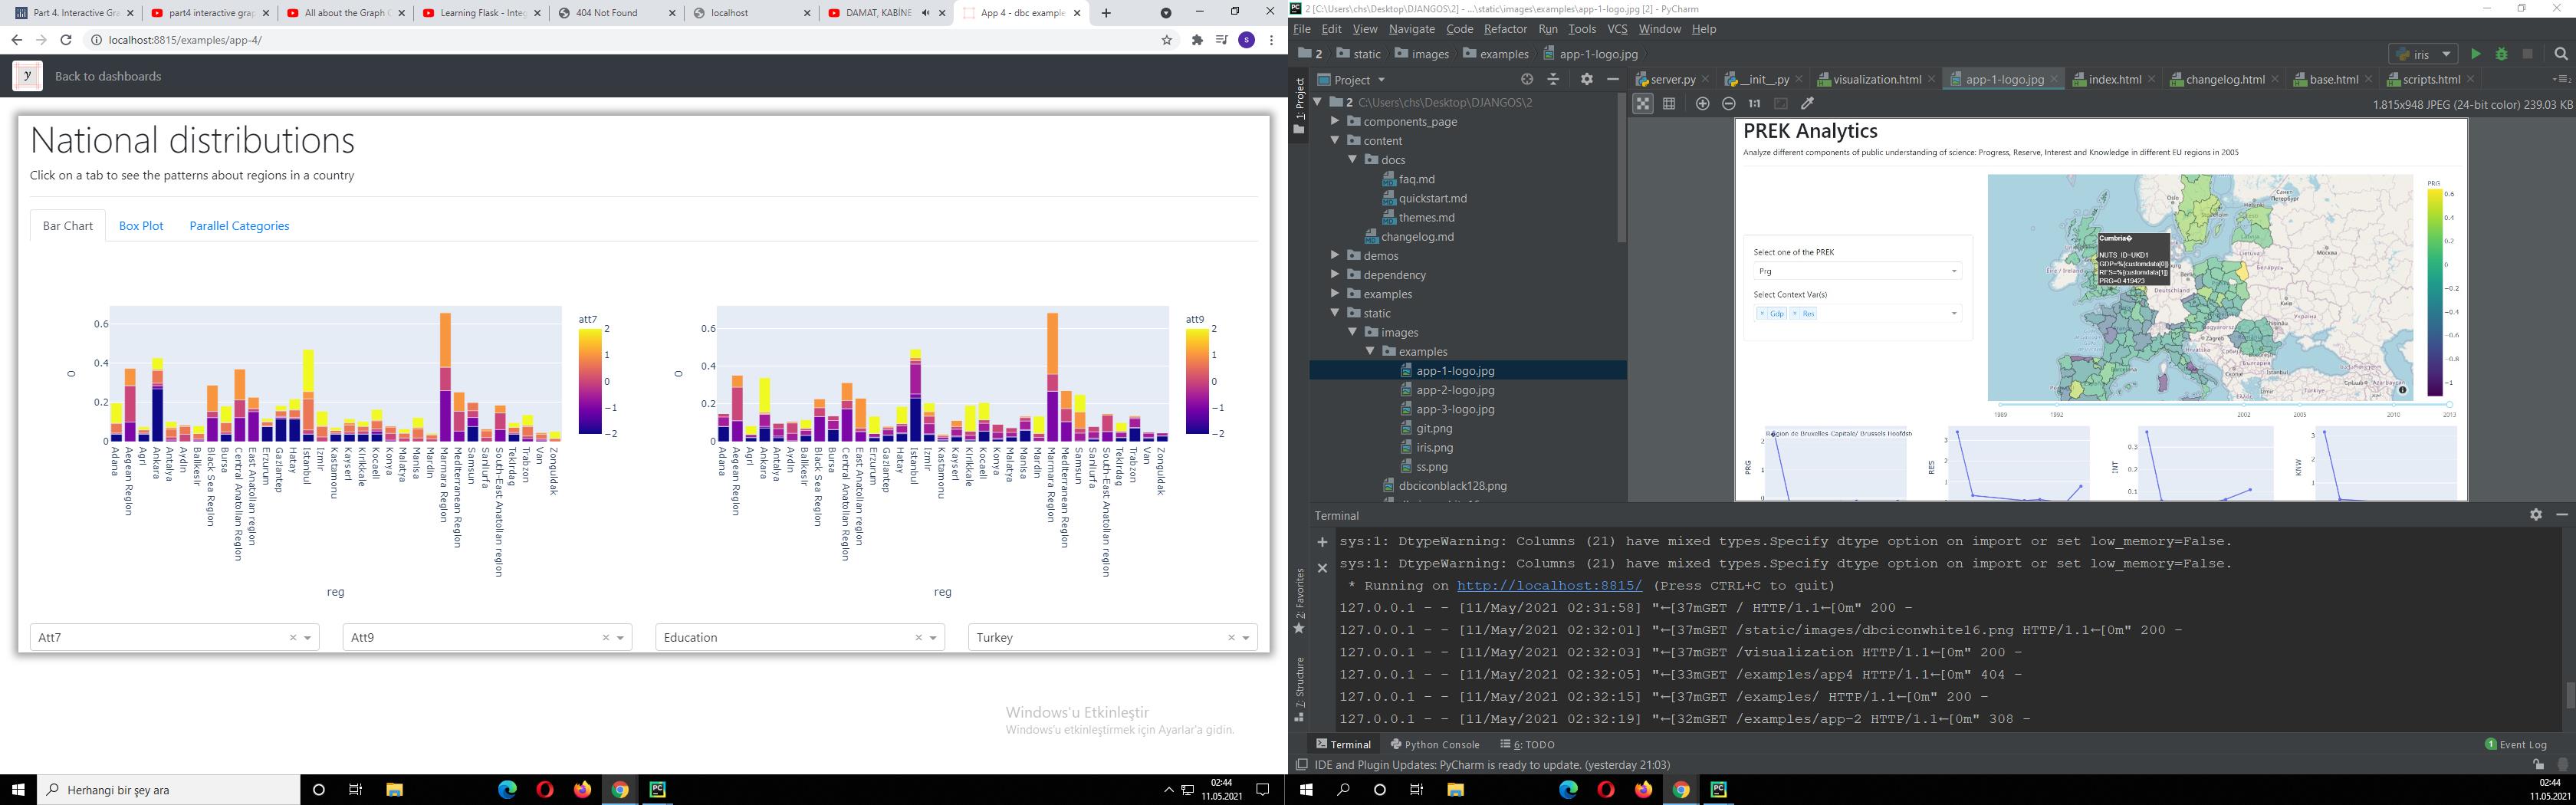 Part 4. Interactive Gra
part4 interactive grap
All about the Graph C
Learning Flask - Integ
404 Not Found
localhost
DAMAT, KABİNE
App 4 - dbc example
localhost:8815/examples/app-4/
Back to dashboards
National distributions
Click on a tab to see the patterns about regions in a country
Bar Chart
Box Plot
Parallel Categories
0.6
0.4
0.2
0
0
att7
2
1
0
−1
−2
Adana
Aegean Region
Agri
Ankara
Antalya
Aydin
Balikesir
Black Sea Region
Bursa
Central Anatolian Region
East Anatolian region
Erzurum
Gaziantep
Hatay
Istanbul
Izmir
Kastamonu
Kayseri
Kirikkale
Kocaeli
Konya
Malatya
Manisa
Mardin
Marmara Region
Mediterranean Region
Samsun
Sanliurfa
South-East Anatolian region
Tekirdag
Trabzon
Van
Zonguldak
reg
0.6
0.4
0.2
0
0
att9
2
1
0
−1
−2
Adana
Aegean Region
Agri
Ankara
Antalya
Aydin
Balikesir
Black Sea Region
Bursa
Central Anatolian Region
East Anatolian region
Erzurum
Gaziantep
Hatay
Istanbul
Izmir
Kastamonu
Kayseri
Kirikkale
Kocaeli
Konya
Malatya
Manisa
Mardin
Marmara Region
Mediterranean Region
Samsun
Sanliurfa
South-East Anatolian region
Tekirdag
Trabzon
Van
Zonguldak
reg
Att7
Att9
Education
Turkey
Windows'u Etkinleştir
Windows'u etkinleştirmek için Ayarlar'a gidin.
Herhangi bir şey ara
02:44
11.05.2021
2 [C:\Users\chs\Desktop\DJANGOS\2] - ...\static\images\examples\app-1-logo.jpg [2] - PyCharm
File Edit View Navigate Code Refactor Run Tools VCS Window Help
2 static images examples app-1-logo.jpg
iris
Project
server.py
__init__.py
visualization.html
app-1-logo.jpg
index.html
changelog.html
base.html
scripts.html
1: Project
2 C:\Users\chs\Desktop\DJANGOS\2
components_page
content
docs
faq.md
quickstart.md
themes.md
changelog.md
demos
dependency
examples
static
images
examples
app-1-logo.jpg
app-2-logo.jpg
app-3-logo.jpg
git.png
iris.png
ss.png
dbciconblack128.png
1:1
1.815x948 JPEG (24-bit color) 239.03 KB
PREK Analytics
Analyze different components of public understanding of science: Progress, Reserve, Interest and Knowledge in different EU regions in 2005
Select one of the PREK
Prg
Select Context Var(s)
× Gdp × Res
Cumbria�
NUTS_ID=UKD1
GDP=%{customdata[0]}
RES=%{customdata[1]}
PRG=0.419423
Deutschland
PRG
0.6
0.4
0.2
0
−0.2
−0.4
−0.6
−0.8
−1
1989
1992
2002
2005
2010
2013
PRG
2
1
0
RES
3
2
1
INT
0.3
0.2
0.1
KNW
3
2
1
Terminal
sys:1: DtypeWarning: Columns (21) have mixed types.Specify dtype option on import or set low_memory=False.
sys:1: DtypeWarning: Columns (21) have mixed types.Specify dtype option on import or set low_memory=False.
* Running on http://localhost:8815/ (Press CTRL+C to quit)
127.0.0.1 - - [11/May/2021 02:31:58] "←[37mGET / HTTP/1.1←[0m" 200 -
127.0.0.1 - - [11/May/2021 02:32:01] "←[37mGET /static/images/dbciconwhite16.png HTTP/1.1←[0m" 200 -
127.0.0.1 - - [11/May/2021 02:32:03] "←[37mGET /visualization HTTP/1.1←[0m" 200 -
127.0.0.1 - - [11/May/2021 02:32:05] "←[33mGET /examples/app4 HTTP/1.1←[0m" 404 -
127.0.0.1 - - [11/May/2021 02:32:15] "←[37mGET /examples/ HTTP/1.1←[0m" 200 -
127.0.0.1 - - [11/May/2021 02:32:19] "←[32mGET /examples/app-2 HTTP/1.1←[0m" 308 -
2: Favorites
Z: Structure
Terminal
Python Console
6: TODO
1 Event Log
IDE and Plugin Updates: PyCharm is ready to update. (yesterday 21:03)
02:44
11.05.2021